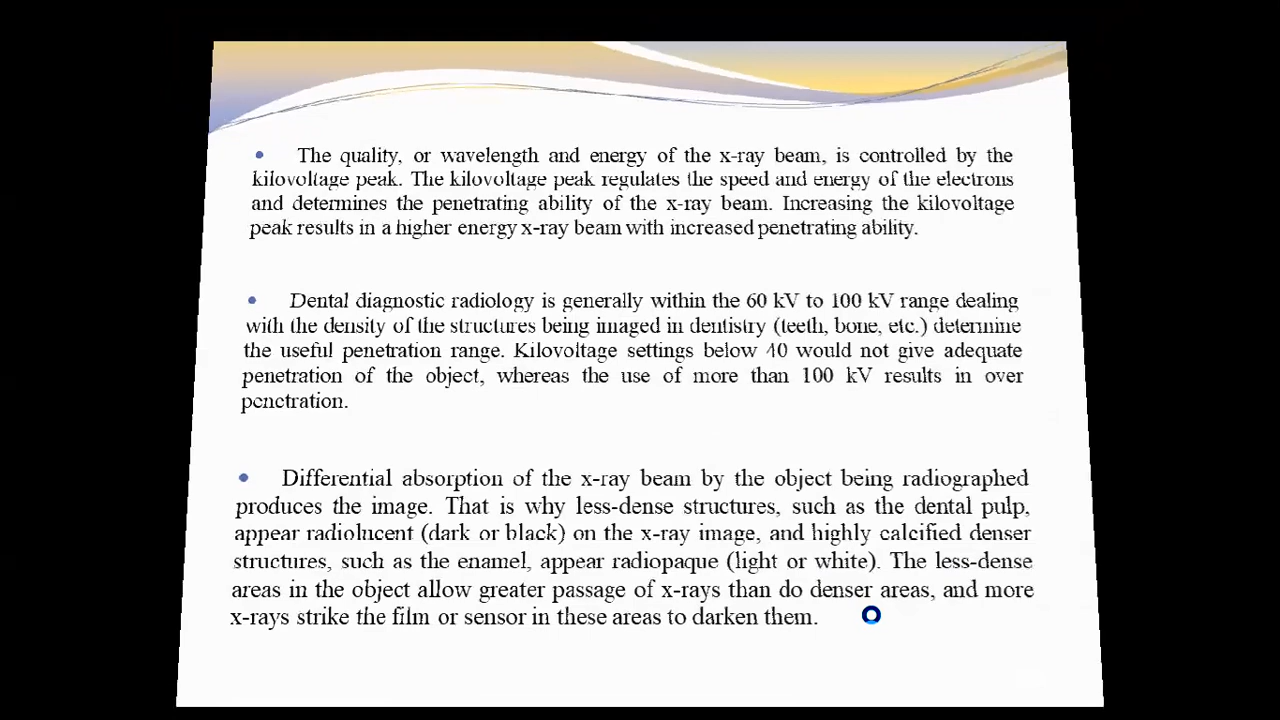 • The quality, or wavelength and energy of the x-ray beam, is controlled by the
kilovoltage peak. The kilovoltage peak regulates the speed and energy of the electrons
and determines the penetrating ability of the x-ray beam. Increasing the kilovoltage
peak results in a higher energy x-ray beam with increased penetrating ability.
• Dental diagnostic radiology is generally within the 60 kV to 100 kV range dealing
with the density of the structures being imaged in dentistry (teeth, bone, etc.) determine
the useful penetration range. Kilovoltage settings below 40 would not give adequate
penetration of the object, whereas the use of more than 100 kV results in over
penetration.
• Differential absorption of the x-ray beam by the object being radiographed
produces the image. That is why less-dense structures, such as the dental pulp,
appear radiolucent (dark or black) on the x-ray image, and highly calcified denser
structures, such as the enamel, appear radiopaque (light or white). The less-dense
areas in the object allow greater passage of x-rays than do denser areas, and more
x-rays strike the film or sensor in these areas to darken them.